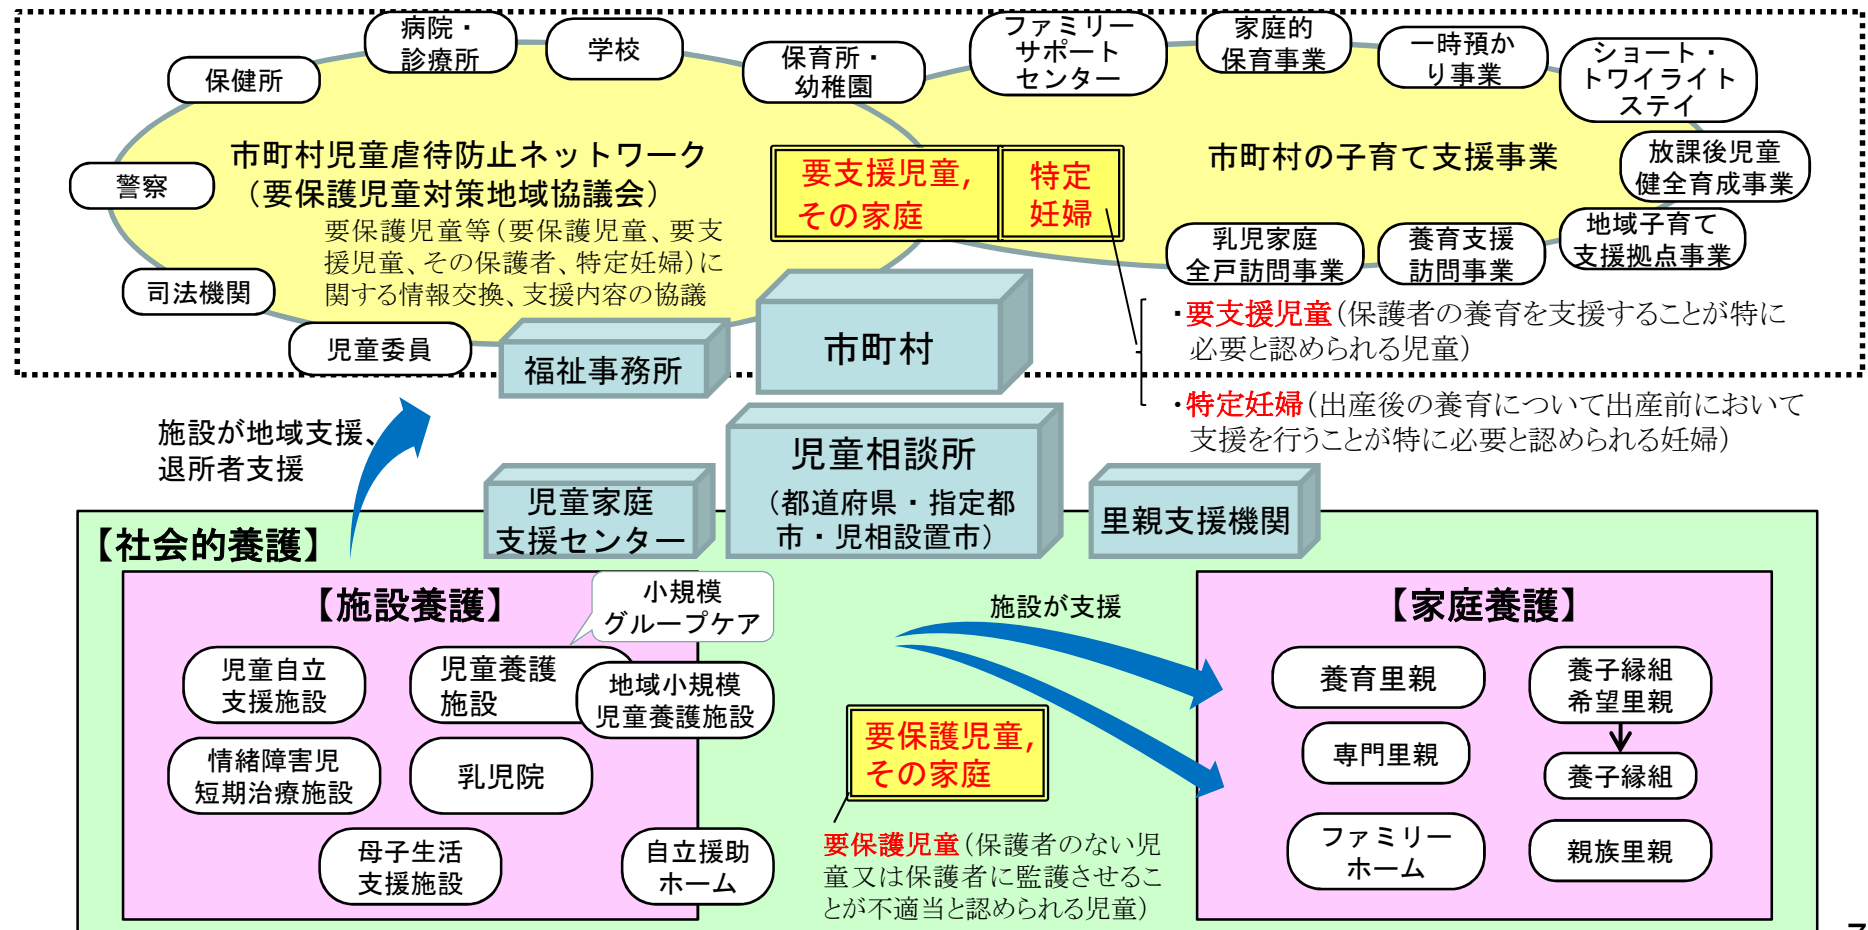 病院・
診療所
学校
保健所
保育所・
幼稚園
ファミリー
サポート
センター
家庭的
保育事業
一時預か
り事業
ショート・
トワイライト
ステイ
市町村児童虐待防止ネットワーク
（要保護児童対策地域協議会）
要保護児童等（要保護児童、要支
援児童、その保護者、特定妊婦）に
関する情報交換、支援内容の協議
警察
司法機関
児童委員
要支援児童,
その家庭
特定
妊婦
市町村の子育て支援事業
放課後児童
健全育成事業
地域子育て
支援拠点事業
乳児家庭
全戸訪問事業
養育支援
訪問事業
福祉事務所
市町村
・要支援児童（保護者の養育を支援することが特に
必要と認められる児童）
・特定妊婦（出産後の養育について出産前において
支援を行うことが特に必要と認められる妊婦）
施設が地域支援、
退所者支援
児童相談所
（都道府県・指定都
市・児相設置市）
児童家庭
支援センター
里親支援機関
【社会的養護】
【施設養護】
小規模
グループケア
児童自立
支援施設
児童養護
施設
地域小規模
児童養護施設
情緒障害児
短期治療施設
乳児院
母子生活
支援施設
自立援助
ホーム
施設が支援
要保護児童,
その家庭
要保護児童（保護者のない児
童又は保護者に監護させるこ
とが不適当と認められる児童）
【家庭養護】
養育里親
養子縁組
希望里親
専門里親
養子縁組
ファミリー
ホーム
親族里親